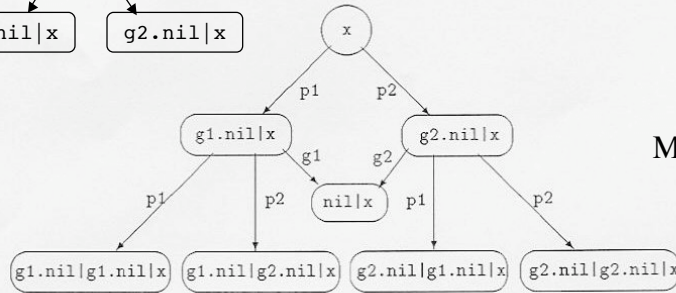 nil|x g2.nil|x
x
p1 p2
g1.nil|x g2.nil|x
M
g1 g2
nil|x
p1 p2 p1 p2
g1.nil|g1.nil|x g1.nil|g2.nil|x g2.nil|g1.nil|x g2.nil|g2.nil|x